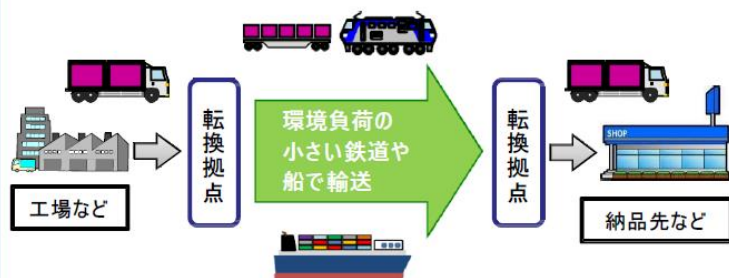 工場など
転換拠点
環境負荷の
小さい鉄道や
船で輸送
転換拠点
SHOP
納品先など